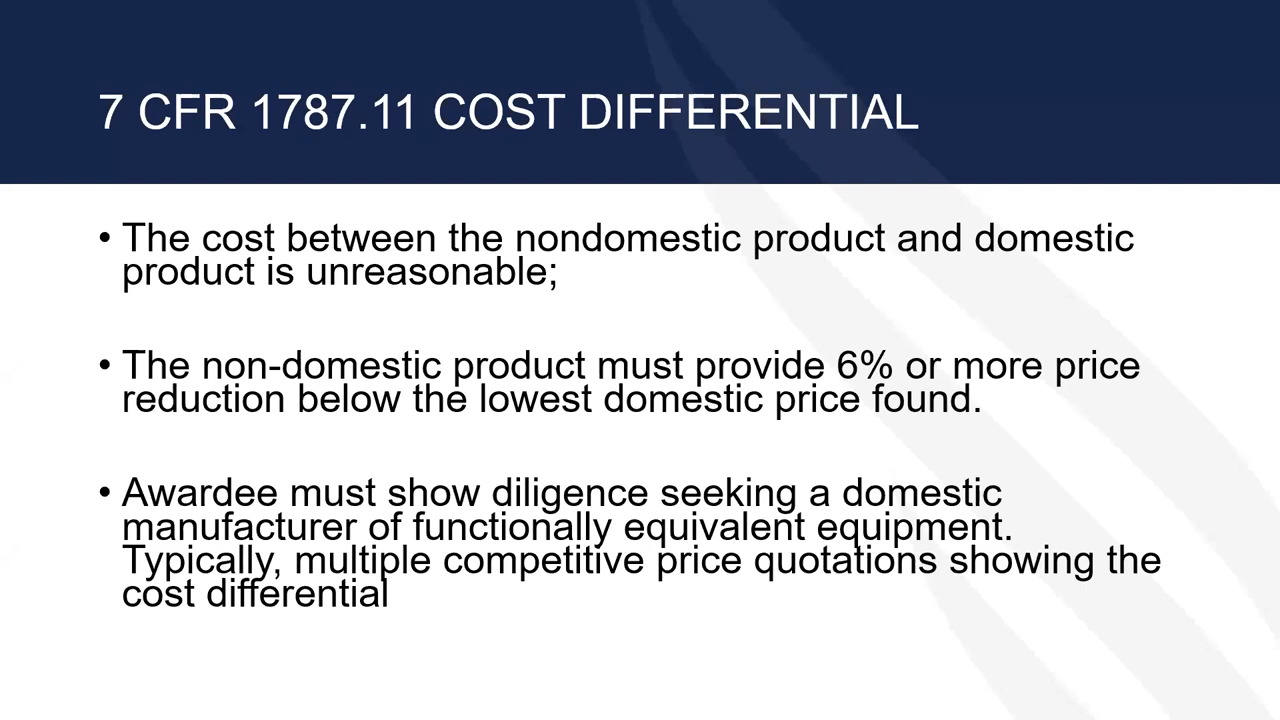 7 CFR 1787.11 COST DIFFERENTIAL
• The cost between the nondomestic product and domestic
product is unreasonable;
• The non-domestic product must provide 6% or more price
reduction below the lowest domestic price found.
• Awardee must show diligence seeking a domestic
manufacturer of functionally equivalent equipment.
Typically, multiple competitive price quotations showing the
cost differential